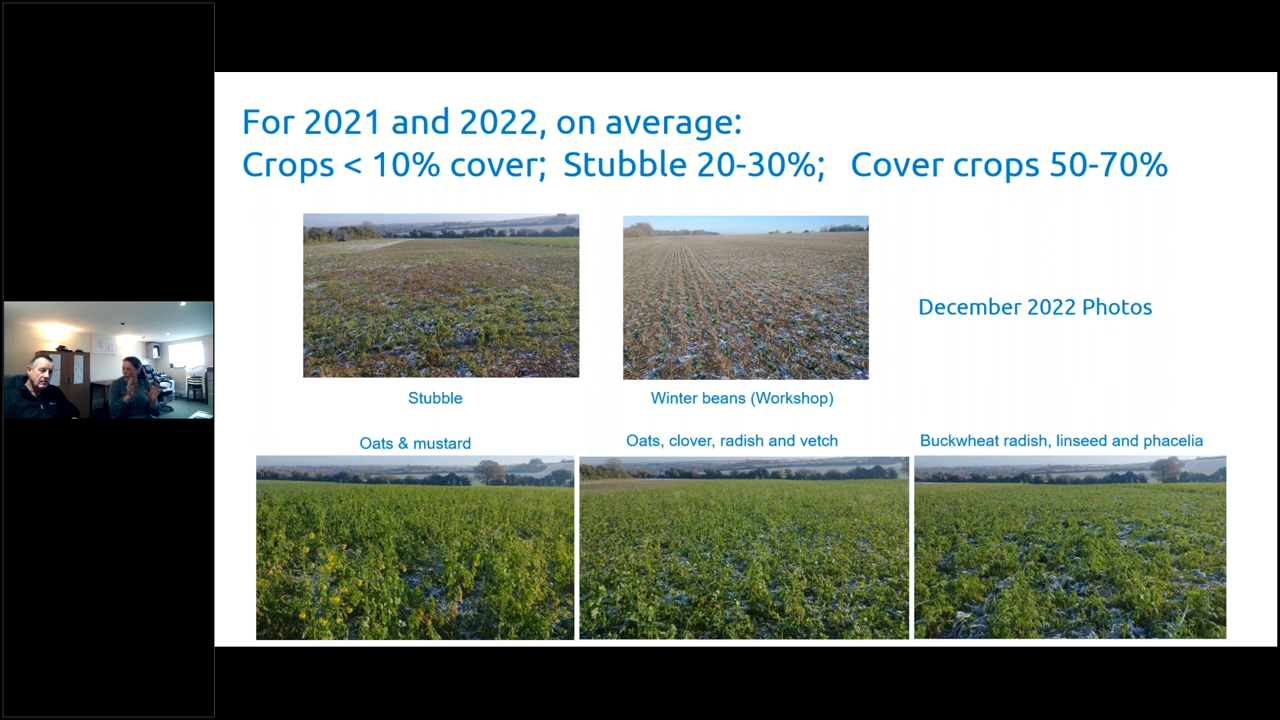 For 2021 and 2022, on average:
Crops < 10% cover; Stubble 20-30%; Cover crops 50-70%
December 2022 Photos
Stubble
Winter beans (Workshop)
Oats & mustard
Oats, clover, radish and vetch
Buckwheat radish, linseed and phacelia